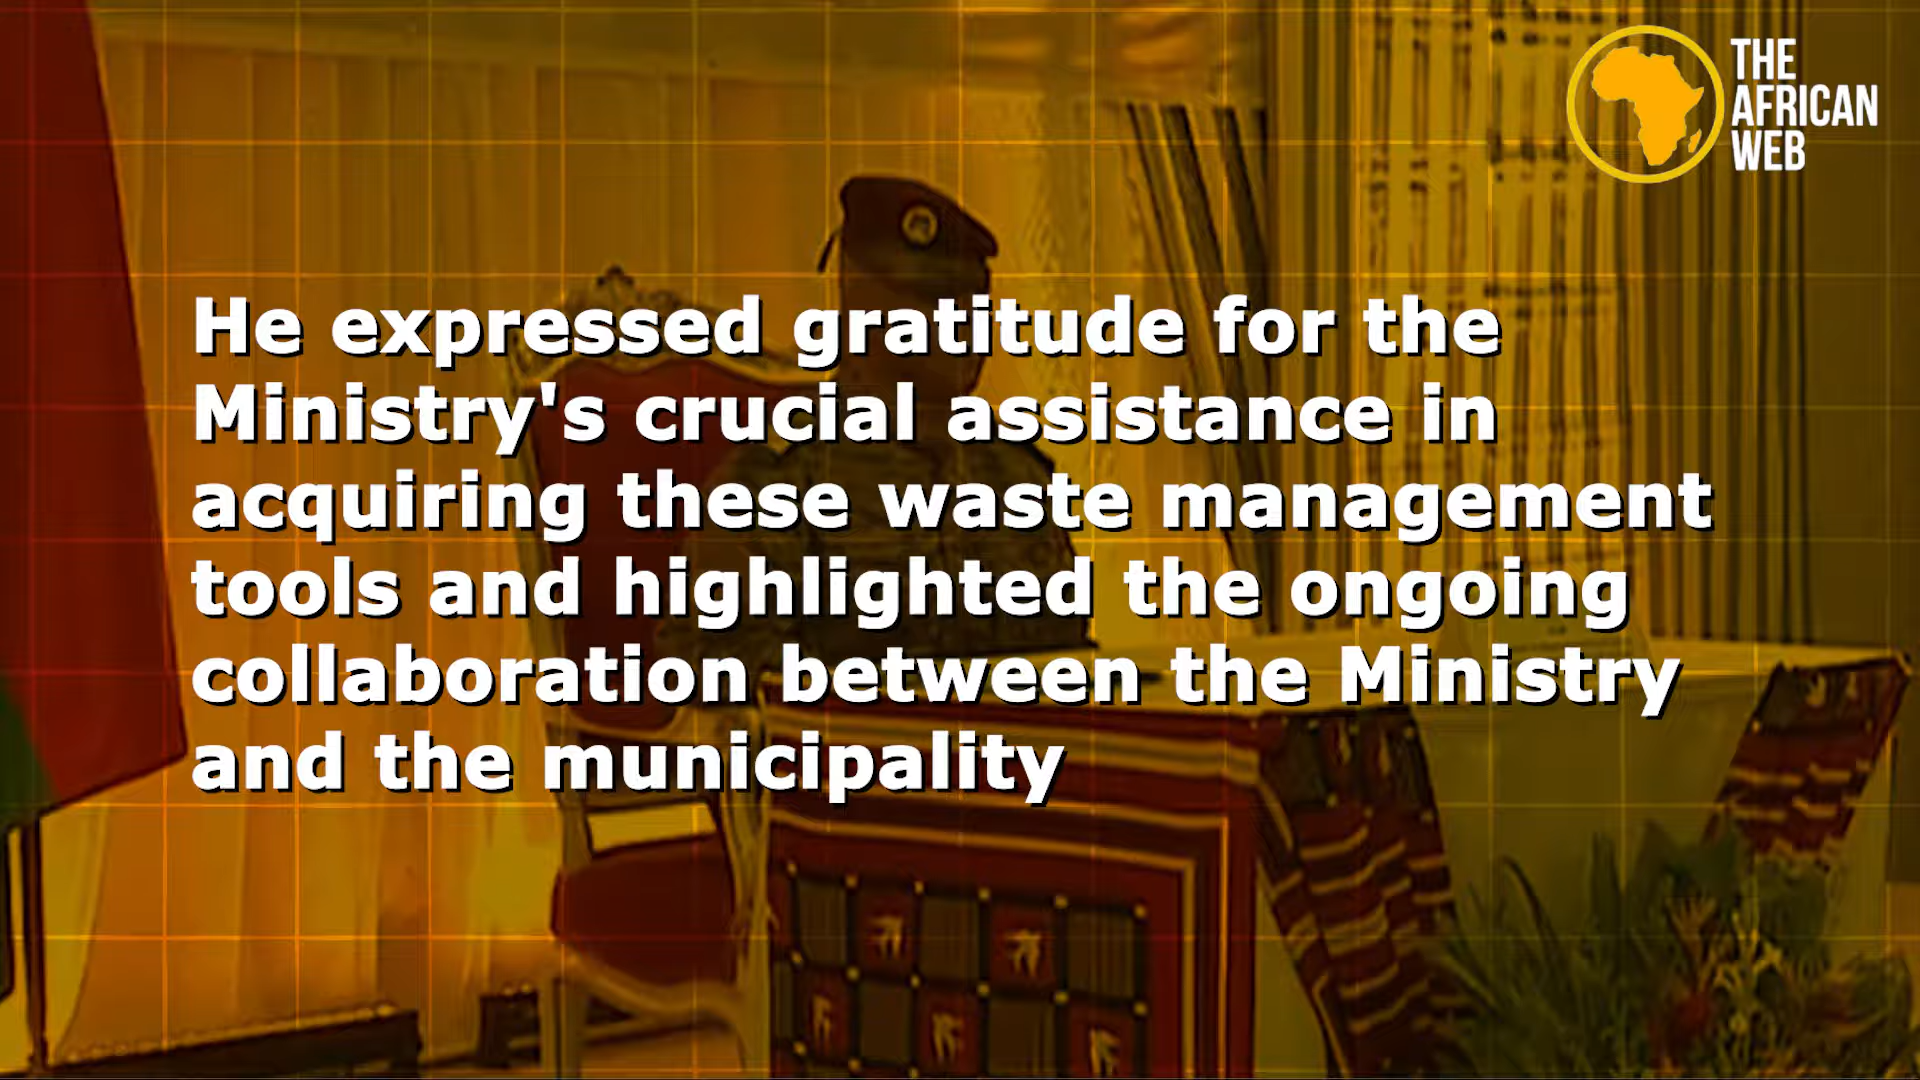 THE
AFRICAN
WEB
He expressed gratitude for the
Ministry's crucial assistance in
acquiring these waste management
tools and highlighted the ongoing
collaboration between the Ministry
and the municipality